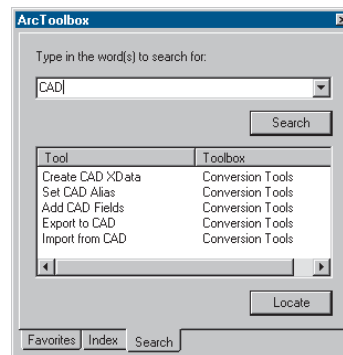 ArcToolbox
Type in the word(s) to search for:
CAD
Search
Tool Toolbox
Create CAD XData Conversion Tools
Set CAD Alias Conversion Tools
Add CAD Fields Conversion Tools
Export to CAD Conversion Tools
Import from CAD Conversion Tools
Locate
Favorites Index Search